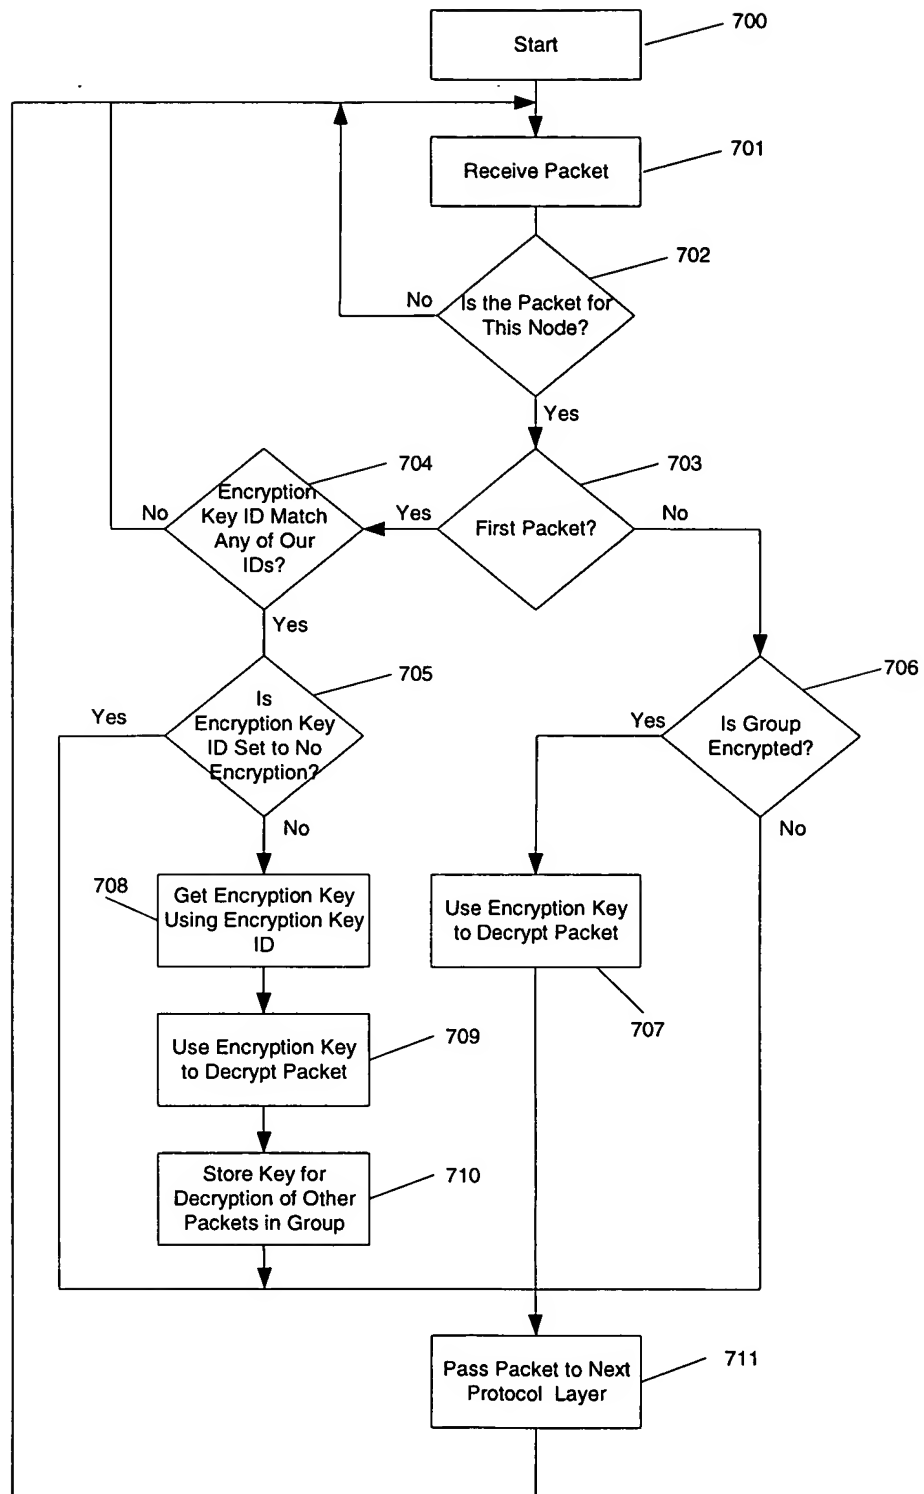 Start
700
Receive Packet
701
Is the Packet for
This Node?
702
No
Yes
First Packet?
703
Yes
No
Encryption
Key ID Match
Any of Our
IDs?
704
No
Yes
Is
Encryption Key
ID Set to No
Encryption?
705
Yes
No
Is Group
Encrypted?
706
Yes
No
Get Encryption Key
Using Encryption Key
ID
708
Use Encryption Key
to Decrypt Packet
707
Use Encryption Key
to Decrypt Packet
709
Store Key for
Decryption of Other
Packets in Group
710
Pass Packet to Next
Protocol Layer
711